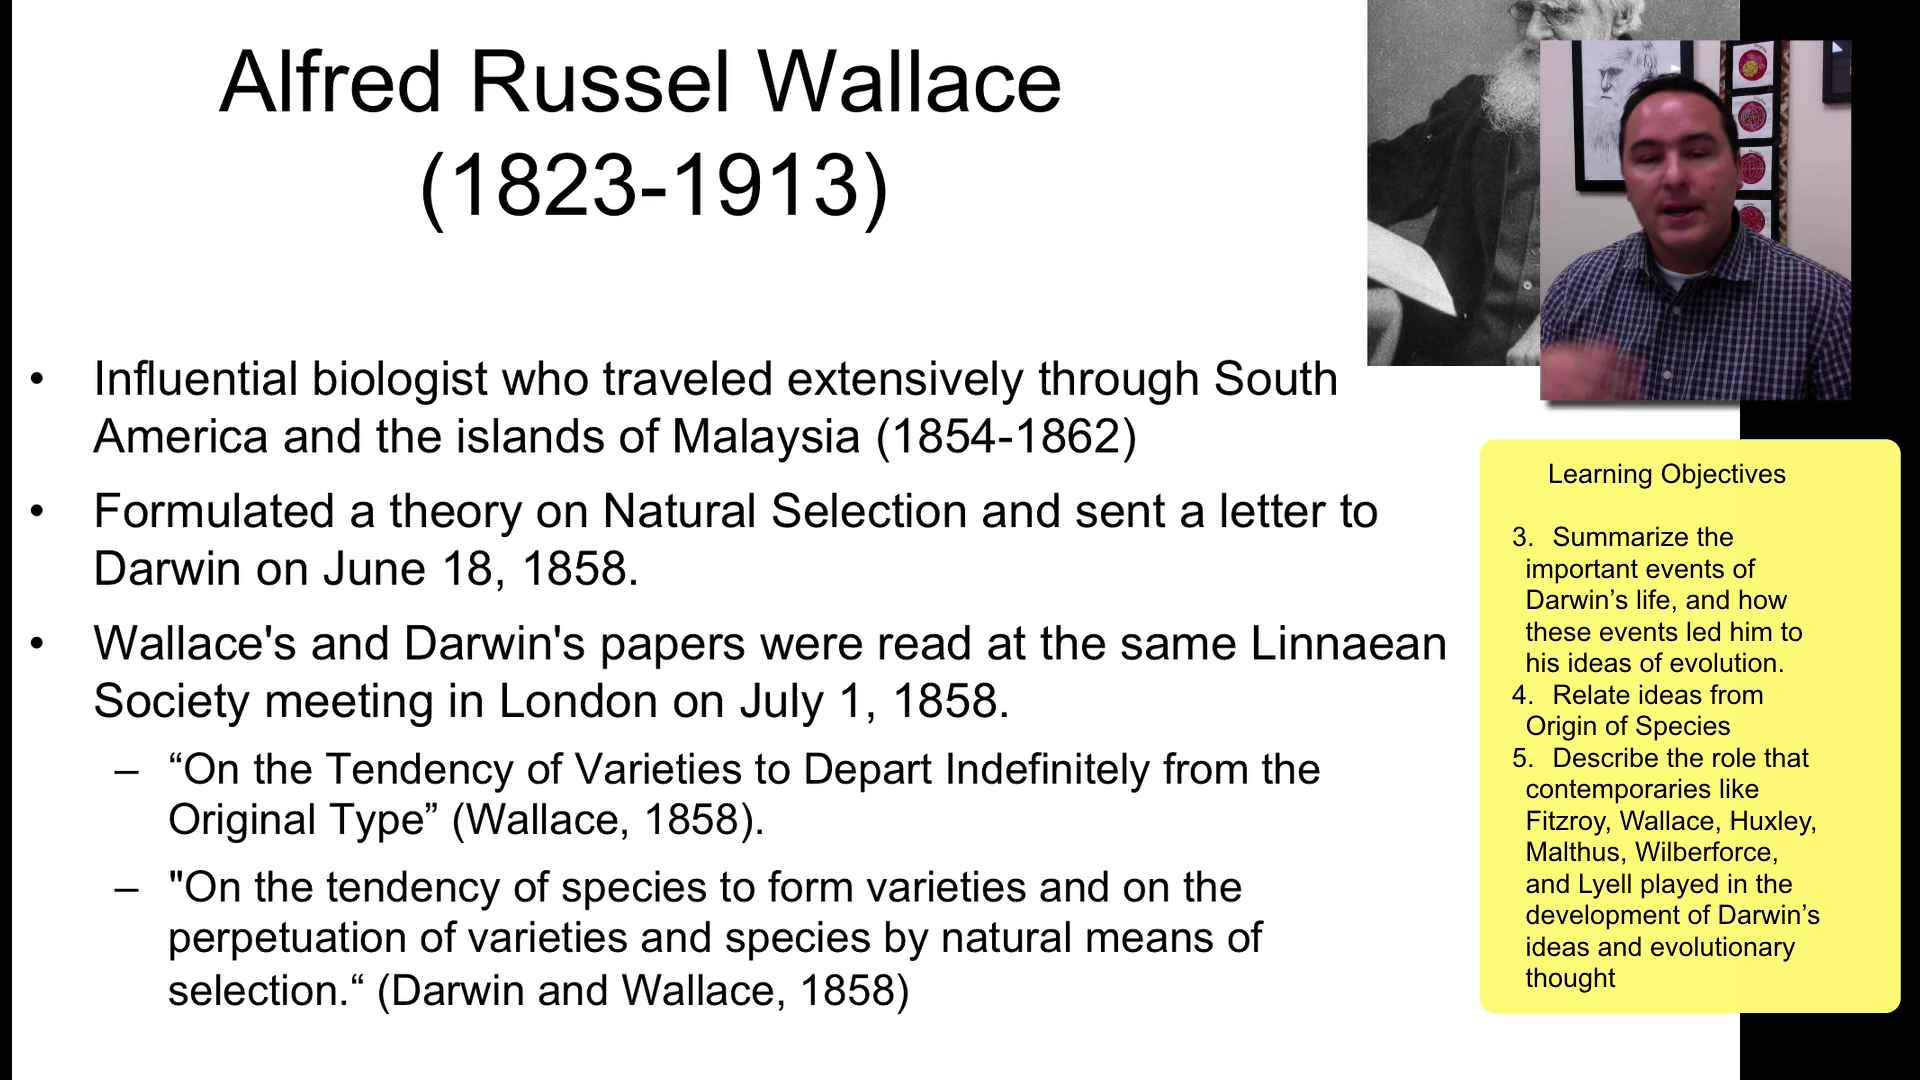 Alfred Russel Wallace
(1823-1913)
• Influential biologist who traveled extensively through South
America and the islands of Malaysia (1854-1862)
• Formulated a theory on Natural Selection and sent a letter to
Darwin on June 18, 1858.
• Wallace's and Darwin's papers were read at the same Linnaean
Society meeting in London on July 1, 1858.
– “On the Tendency of Varieties to Depart Indefinitely from the
Original Type” (Wallace, 1858).
– "On the tendency of species to form varieties and on the
perpetuation of varieties and species by natural means of
selection.“ (Darwin and Wallace, 1858)
Learning Objectives
3. Summarize the
important events of
Darwin’s life, and how
these events led him to
his ideas of evolution.
4. Relate ideas from
Origin of Species
5. Describe the role that
contemporaries like
Fitzroy, Wallace, Huxley,
Malthus, Wilberforce,
and Lyell played in the
development of Darwin’s
ideas and evolutionary
thought